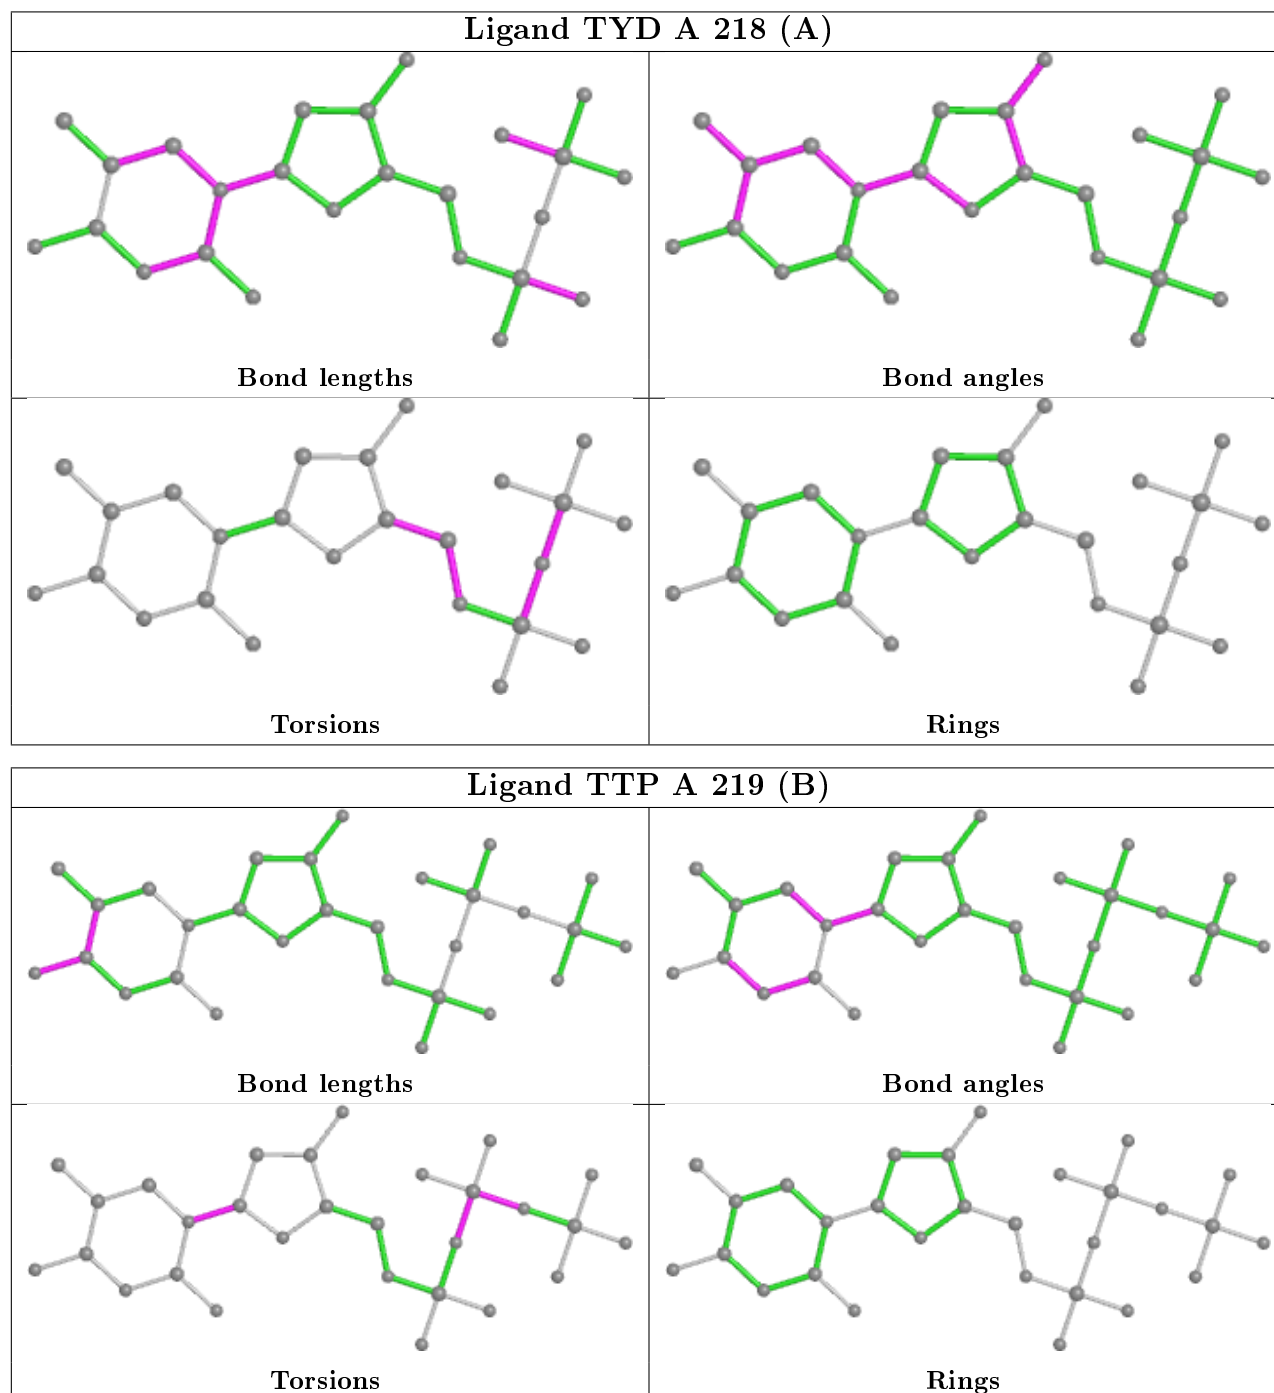 Ligand TYD A 218 (A)
Bond lengths
Bond angles
Torsions
Rings
Ligand TTP A 219 (B)
Bond lengths
Bond angles
Torsions
Rings